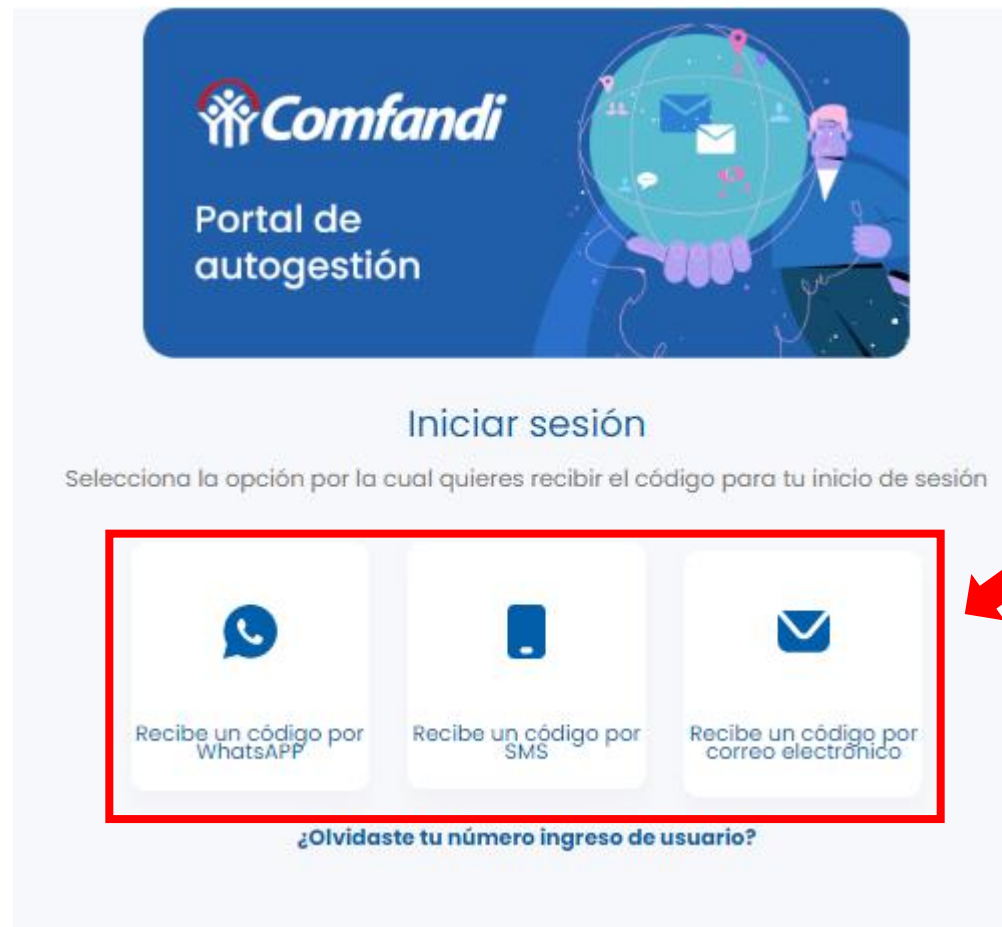 Comfandi
Portal de
autogestión
Iniciar sesión
Selecciona la opción por la cual quieres recibir el código para tu inicio de sesión
Recibe un código por
WhatsAPP
Recibe un código por
SMS
Recibe un código por
correo electrónico
¿Olvidaste tu número ingreso de usuario?